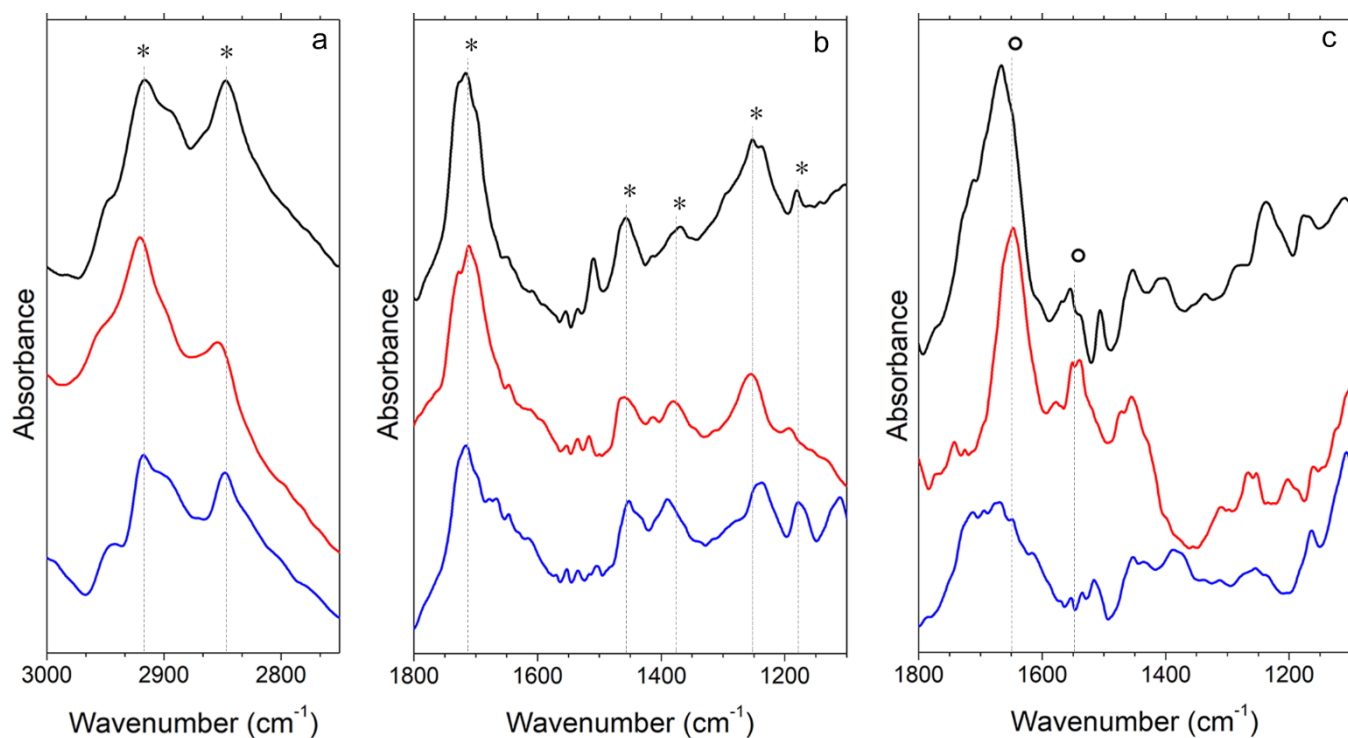 a
* *
Absorbance
3000 2900 2800
Wavenumber (cm⁻¹)
b
* * * * *
Absorbance
1800 1600 1400 1200
Wavenumber (cm⁻¹)
c
Absorbance
1800 1600 1400 1200
Wavenumber (cm⁻¹)